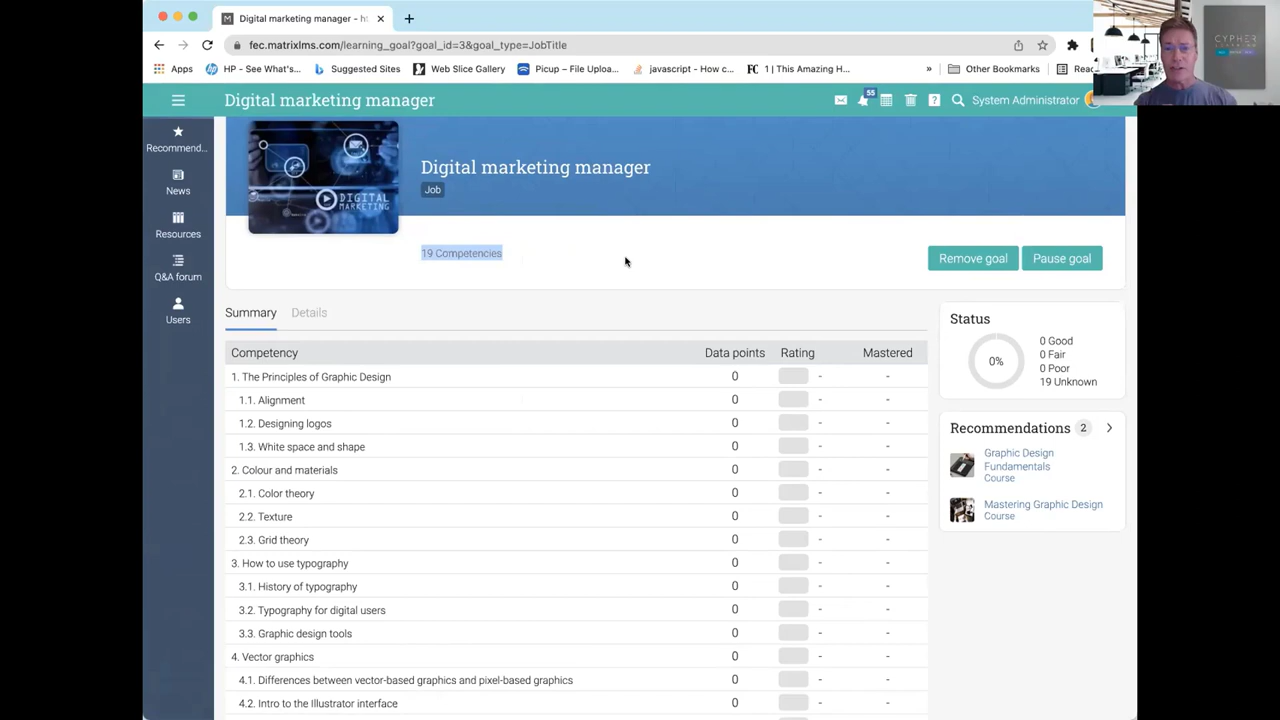 Digital marketing manager - h
fec.matrixlms.com/learning_goal?goal_id=3&goal_type=JobTitle
Apps
HP - See What's...
Suggested Sites
Web Slice Gallery
Picup – File Uploa...
javascript - How c...
1 | This Amazing H...
»
Other Bookmarks
CYPHER
Digital marketing manager
55
System Administrator
Recommend...
News
Resources
Q&A forum
Users
DIGITAL
MARKETING
Digital marketing manager
Job
19 Competencies
Remove goal
Pause goal
Summary
Details
Competency Data points Rating Mastered
1. The Principles of Graphic Design 0 - -
1.1. Alignment 0 - -
1.2. Designing logos 0 - -
1.3. White space and shape 0 - -
2. Colour and materials 0 - -
2.1. Color theory 0 - -
2.2. Texture 0 - -
2.3. Grid theory 0 - -
3. How to use typography 0 - -
3.1. History of typography 0 - -
3.2. Typography for digital users 0 - -
3.3. Graphic design tools 0 - -
4. Vector graphics 0 - -
4.1. Differences between vector-based graphics and pixel-based graphics 0 - -
4.2. Intro to the Illustrator interface 0 - -
Status
0%
0 Good
0 Fair
0 Poor
19 Unknown
Recommendations 2
Graphic Design
Fundamentals
Course
Mastering Graphic Design
Course